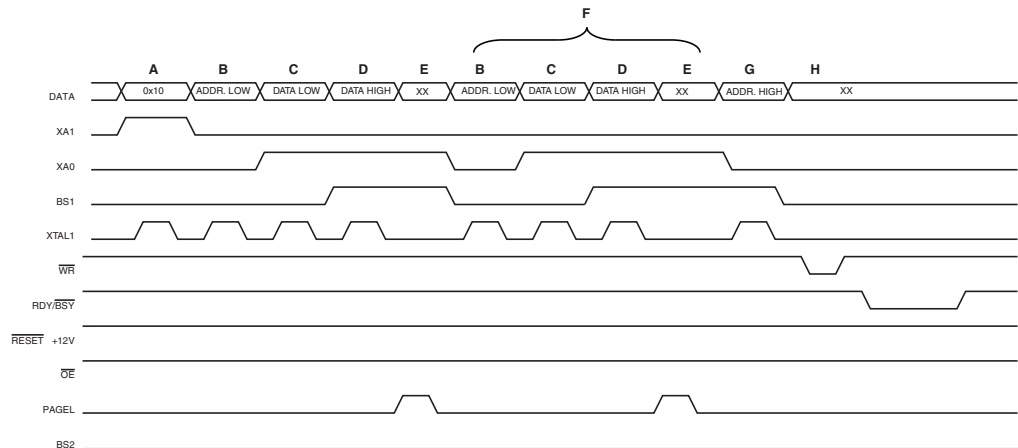 F
A B C D E B C D E G H
DATA 0x10 ADDR. LOW DATA LOW DATA HIGH XX ADDR. LOW DATA LOW DATA HIGH XX ADDR. HIGH XX
XA1
XA0
BS1
XTAL1
WR
RDY/BSY
RESET +12V
OE
PAGEL
BS2